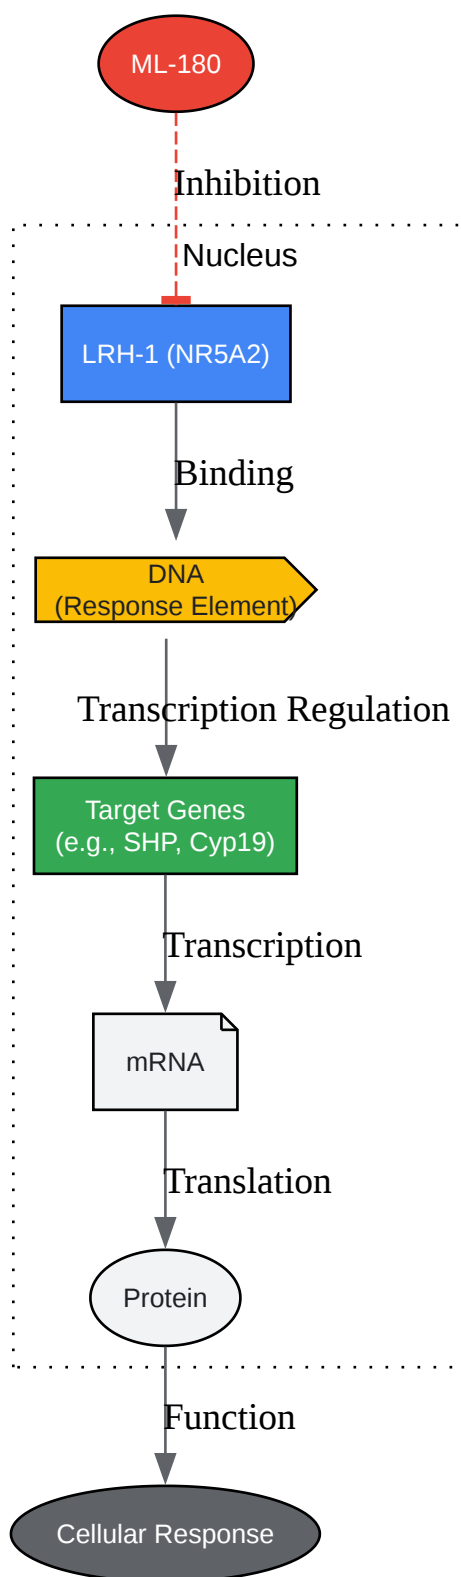 ML-180
Inhibition
Nucleus
LRH-1 (NR5A2)
Binding
DNA
(Response Element)
Transcription Regulation
Target Genes
(e.g., SHP, Cyp19)
Transcription
mRNA
Translation
Protein
Function
Cellular Response